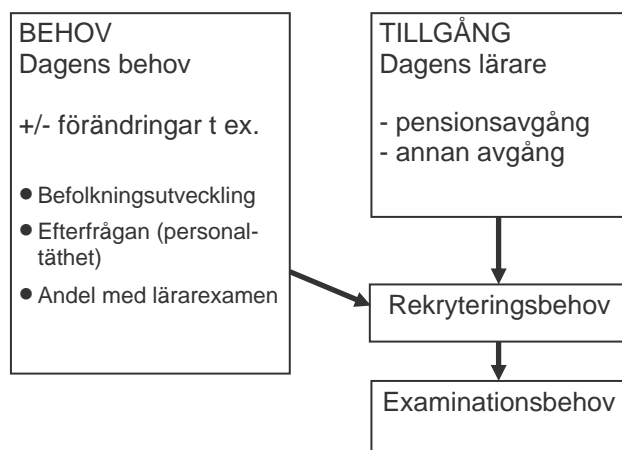 BEHOV
Dagens behov
+/- förändringar t ex.
● Befolkningsutveckling
● Efterfrågan (personal-
täthet)
● Andel med lärarexamen
TILLGÅNG
Dagens lärare
- pensionsavgång
- annan avgång
Rekryteringsbehov
Examinationsbehov